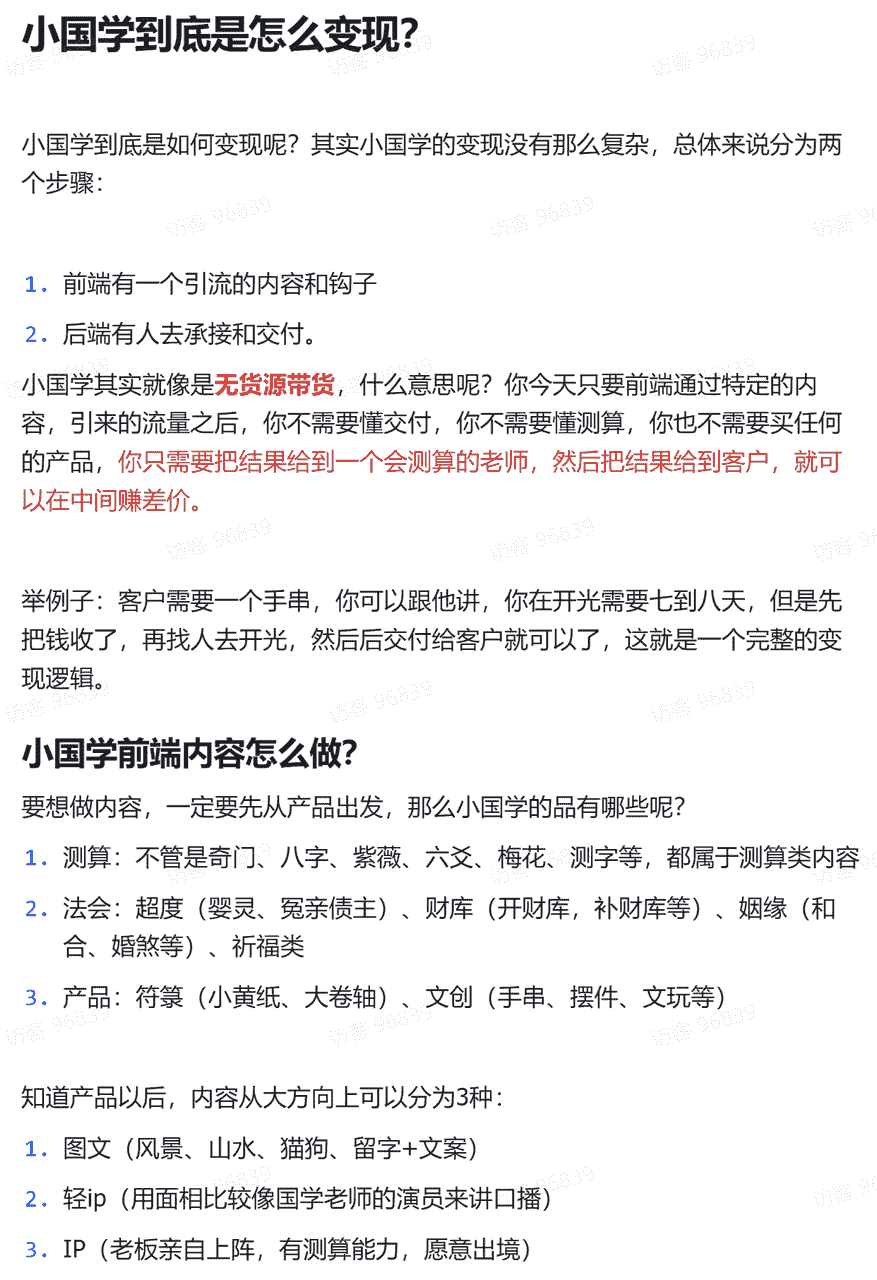 小国学到底是怎么变现？
小国学到底是如何变现呢？其实小国学的变现没有那么复杂，总体来说分为两
个步骤：
1. 前端有一个引流的内容和钩子
2. 后端有人去承接和交付。
小国学其实就像是无货源带货，什么意思呢？你今天只要前端通过特定的内
容，引来的流量之后，你不需要懂交付，你不需要懂测算，你也不需要买任何
的产品，你只需要把结果给到一个会测算的老师，然后把结果给到客户，就可
以在中间赚差价。
举例子：客户需要一个手串，你可以跟他讲，你在开光需要七到八天，但是先
把钱收了，再找人去开光，然后后交付给客户就可以了，这就是一个完整的变
现逻辑。
小国学前端内容怎么做？
要想做内容，一定要先从产品出发，那么小国学的品有哪些呢？
1. 测算：不管是奇门、八字、紫薇、六爻、梅花、测字等，都属于测算类内容
2. 法会：超度（婴灵、冤亲债主）、财库（开财库，补财库等）、姻缘（和
合、婚煞等）、祈福类
3. 产品：符箓（小黄纸、大卷轴）、文创（手串、摆件、文玩等）
知道产品以后，内容从大方向上可以分为3种：
1. 图文（风景、山水、猫狗、留字+文案）
2. 轻ip（用面相比较像国学老师的演员来讲口播）
3. IP（老板亲自上阵，有测算能力，愿意出境）
访客 96839